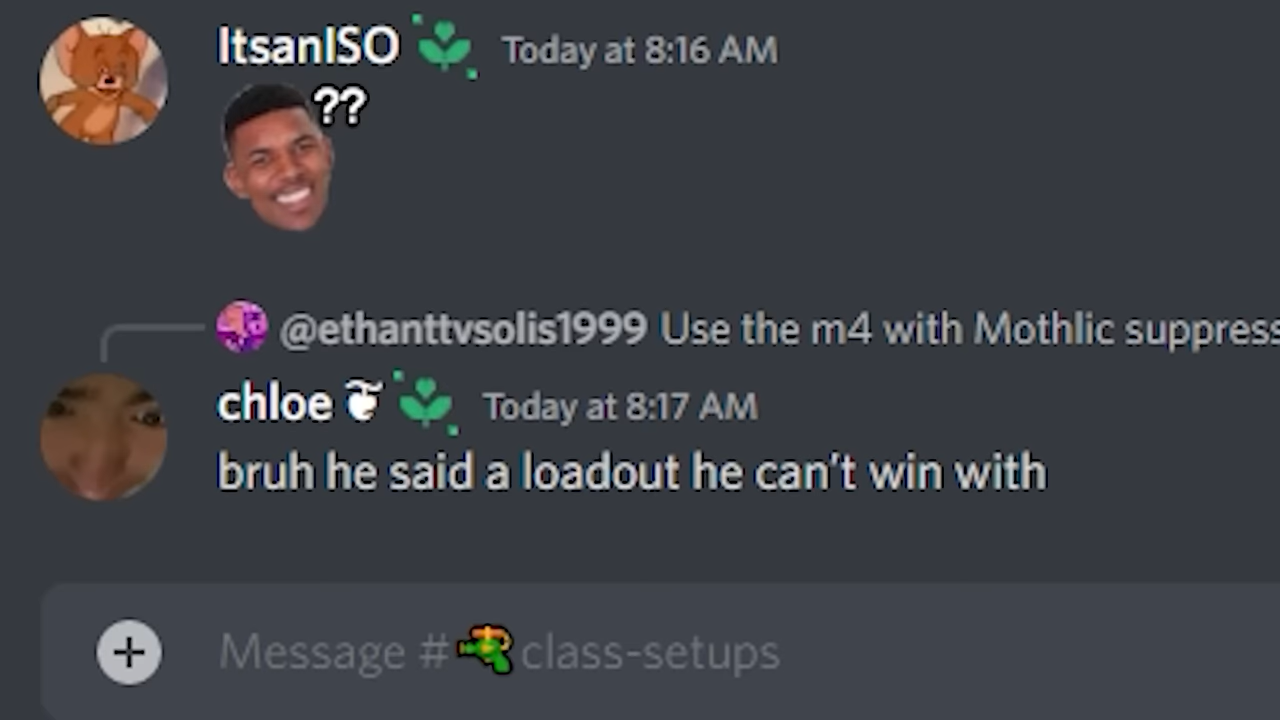 ItsanISO Today at 8:16 AM
??
@ethanttvsolis1999 Use the m4 with Mothlic suppress
chloe ❦ Today at 8:17 AM
bruh he said a loadout he can't win with
Message # class-setups